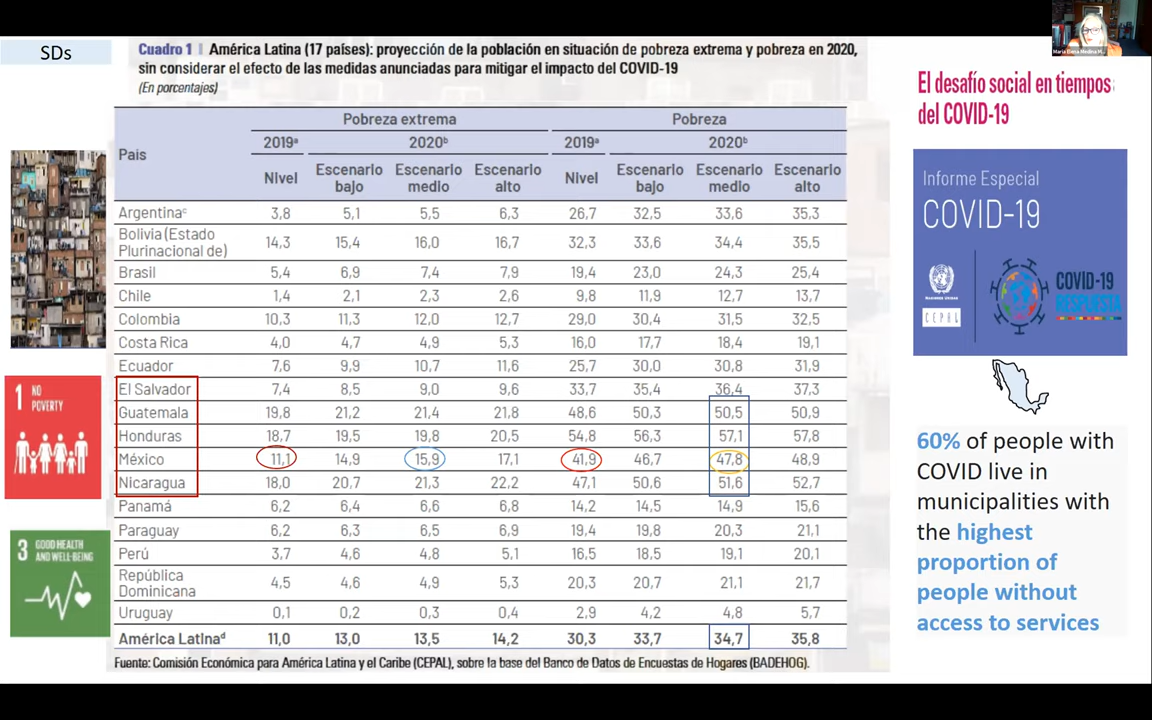 SDs
Cuadro 1 | América Latina (17 países): proyección de la población en situación de pobreza extrema y pobreza en 2020,
sin considerar el efecto de las medidas anunciadas para mitigar el impacto del COVID-19
(En porcentajes)
País Pobreza extrema Pobreza
2019ª 2020ᵇ 2019ª 2020ᵇ
Nivel Escenario bajo Escenario medio Escenario alto Nivel Escenario bajo Escenario medio Escenario alto
Argentinaᶜ 3,8 5,1 5,5 6,3 26,7 32,5 33,6 35,3
Bolivia (Estado
Plurinacional de) 14,3 15,4 16,0 16,7 32,3 33,6 34,4 35,5
Brasil 5,4 6,9 7,4 7,9 19,4 23,0 24,3 25,4
Chile 1,4 2,1 2,3 2,6 9,8 11,9 12,7 13,7
Colombia 10,3 11,3 12,0 12,7 29,0 30,4 31,5 32,5
Costa Rica 4,0 4,7 4,9 5,3 16,0 17,7 18,4 19,1
Ecuador 7,6 9,9 10,7 11,6 25,7 30,0 30,8 31,9
El Salvador 7,4 8,5 9,0 9,6 33,7 35,4 36,4 37,3
Guatemala 19,8 21,2 21,4 21,8 48,6 50,3 50,5 50,9
Honduras 18,7 19,5 19,8 20,5 54,8 56,3 57,1 57,8
México 11,1 14,9 15,9 17,1 41,9 46,7 47,8 48,9
Nicaragua 18,0 20,7 21,3 22,2 47,1 50,6 51,6 52,7
Panamá 6,2 6,4 6,6 6,8 14,2 14,5 14,9 15,6
Paraguay 6,2 6,3 6,5 6,9 19,4 19,8 20,3 21,1
Perú 3,7 4,6 4,8 5,1 16,5 18,5 19,1 20,1
República
Dominicana 4,5 4,6 4,9 5,3 20,3 20,7 21,1 21,7
Uruguay 0,1 0,2 0,3 0,4 2,9 4,2 4,8 5,7
América Latinaᵈ 11,0 13,0 13,5 14,2 30,3 33,7 34,7 35,8
Fuente: Comisión Económica para América Latina y el Caribe (CEPAL), sobre la base del Banco de Datos de Encuestas de Hogares (BADEHOG).
1 NO
POVERTY
3 GOOD HEALTH
AND WELL-BEING
Maria Elena Medina M...
El desafío social en tiempos
del COVID-19
Informe Especial
COVID-19
NACIONES UNIDAS
CEPAL
COVID-19
RESPUESTA
60% of people with
COVID live in
municipalities with
the highest
proportion of
people without
access to services